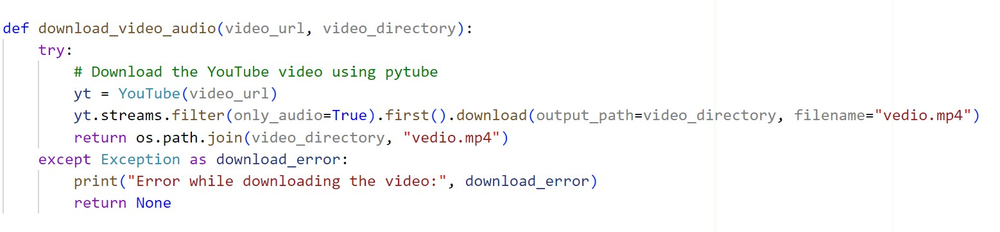 def download_video_audio(video_url, video_directory):
    try:
        # Download the YouTube video using pytube
        yt = YouTube(video_url)
        yt.streams.filter(only_audio=True).first().download(output_path=video_directory, filename="vedio.mp4")
        return os.path.join(video_directory, "vedio.mp4")
    except Exception as download_error:
        print("Error while downloading the video:", download_error)
        return None